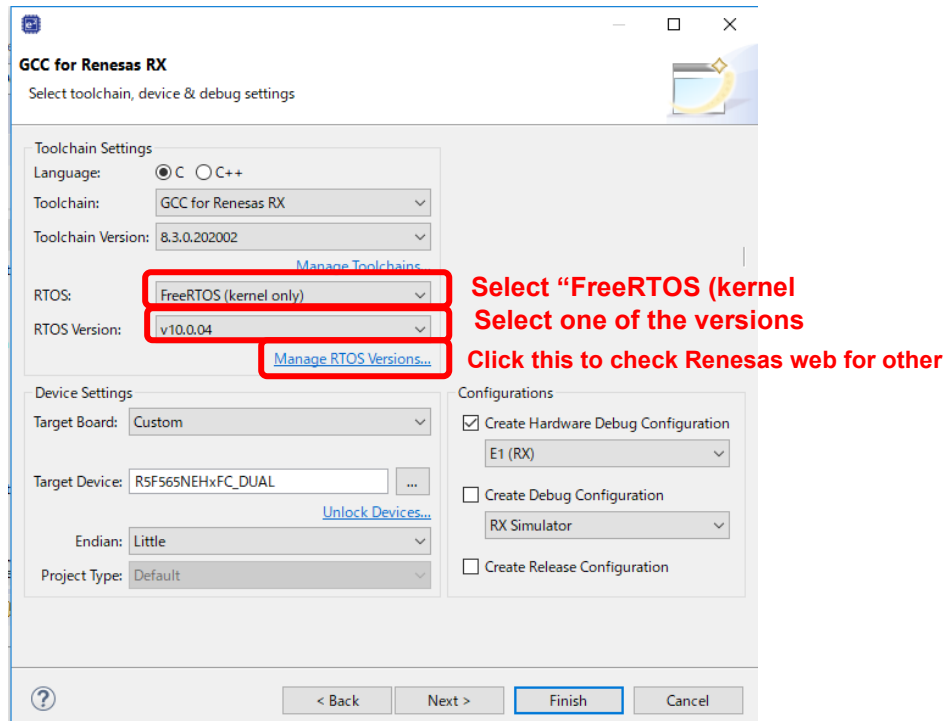 GCC for Renesas RX
Select toolchain, device & debug settings
Toolchain Settings
Language: C C++
Toolchain: GCC for Renesas RX
Toolchain Version: 8.3.0.202002
Manage Toolchains...
RTOS: FreeRTOS (kernel only)
Select “FreeRTOS (kernel
RTOS Version: v10.0.04
Select one of the versions
Manage RTOS Versions...
Click this to check Renesas web for other
Device Settings
Target Board: Custom
Target Device: R5F565NEHxFC_DUAL ...
Unlock Devices...
Endian: Little
Project Type: Default
Configurations
Create Hardware Debug Configuration
E1 (RX)
Create Debug Configuration
RX Simulator
Create Release Configuration
? < Back Next > Finish Cancel